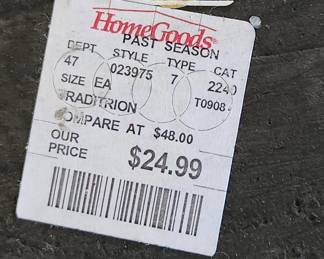 HomeGoods
PAST SEASON
DEPT STYLE TYPE CAT
47 023975 7 2240
SIZE EA T0908
TRADITRION
COMPARE AT $48.00
OUR
PRICE $24.99